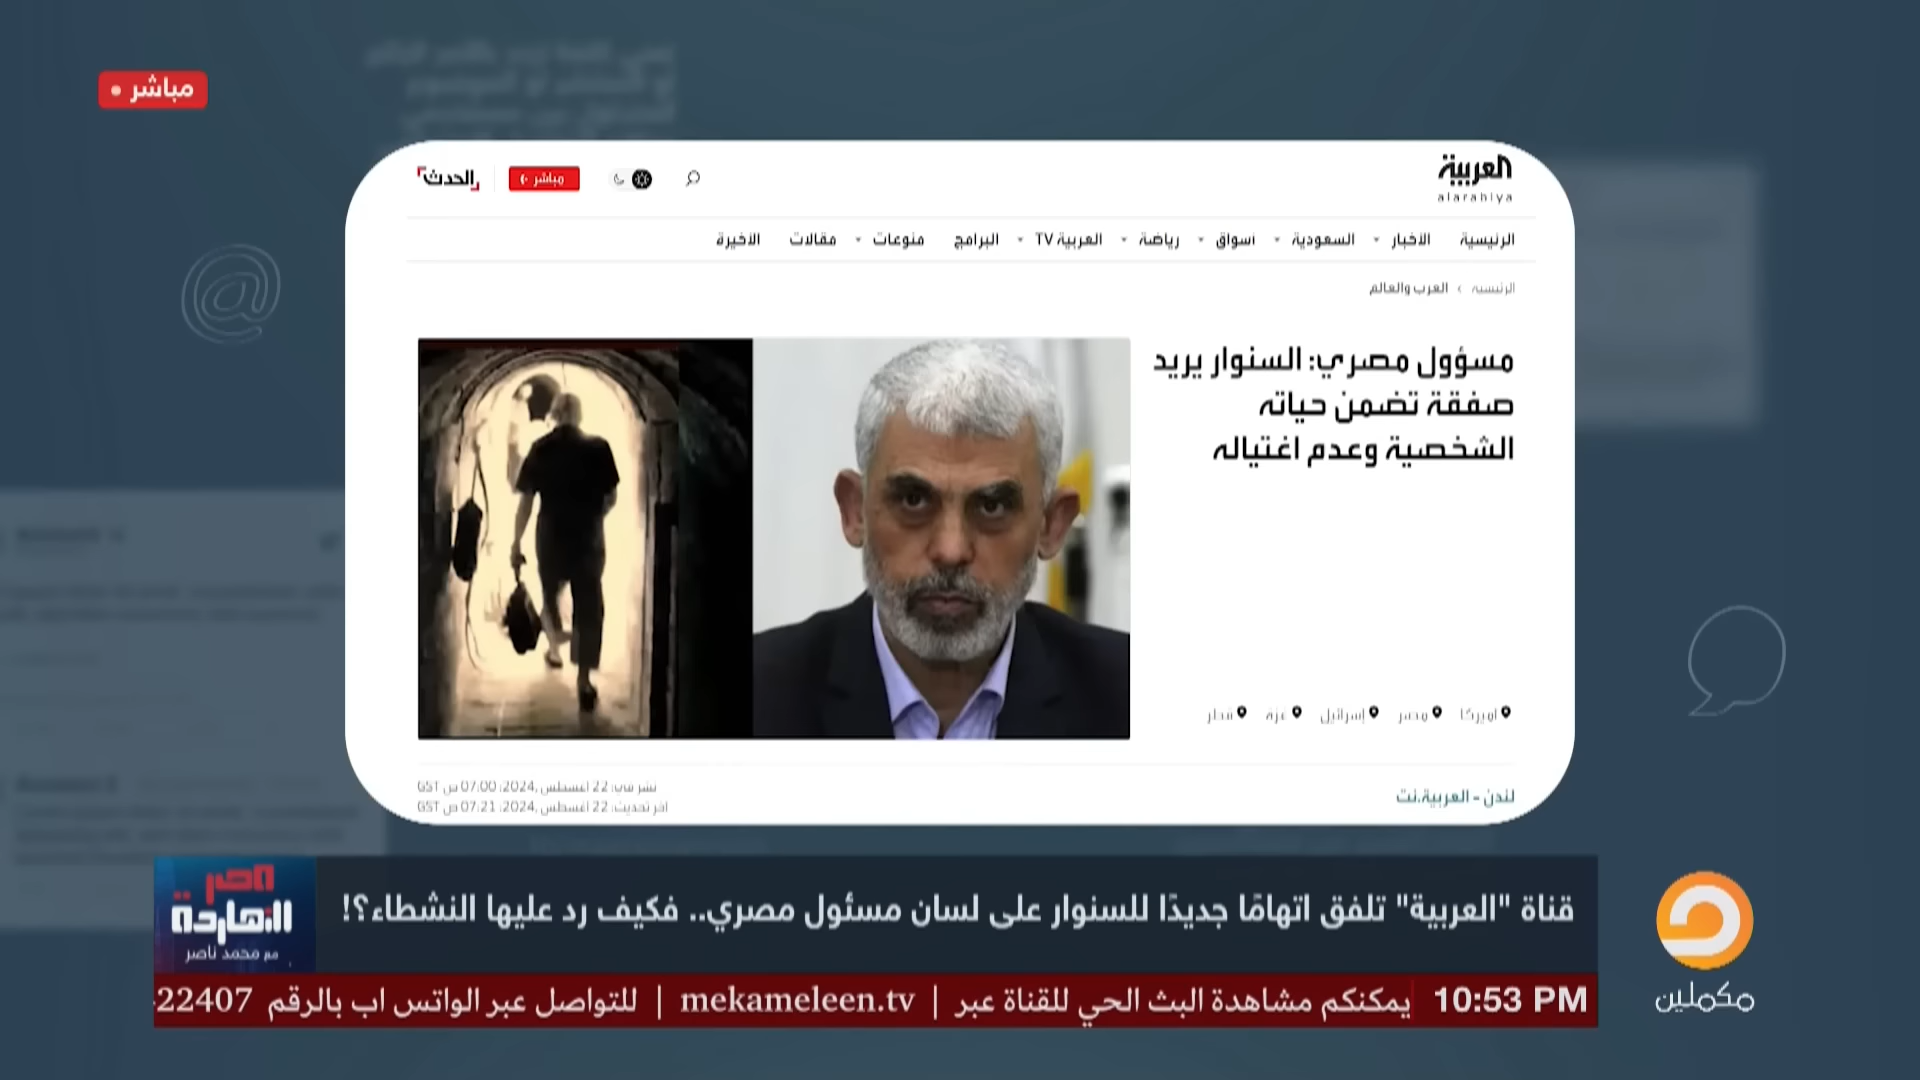 مباشر
العربية
alarabiya
مباشر
الحدث
الرئيسية الأخبار السعودية أسواق رياضة العربية TV البرامج منوعات مقالات الأخيرة
الرئيسية العرب والعالم
مسؤول مصري: السنوار يريد
صفقة تضمن حياته
الشخصية وعدم اغتياله
أميركا مصر إسرائيل غزة قطر
لندن - العربية.نت
نشر في: 22 أغسطس ,2024: 07:00 ص GST
آخر تحديث: 22 أغسطس ,2024: 07:21 ص GST
قناة "العربية" تلفق اتهامًا جديدًا للسنوار على لسان مسئول مصري.. فكيف رد عليها النشطاء؟!
مصر
النهاردة
مع محمد ناصر
10:53 PM يمكنكم مشاهدة البث الحي للقناة عبر | mekameleen.tv | للتواصل عبر الواتس اب بالرقم 22407-
مكملين